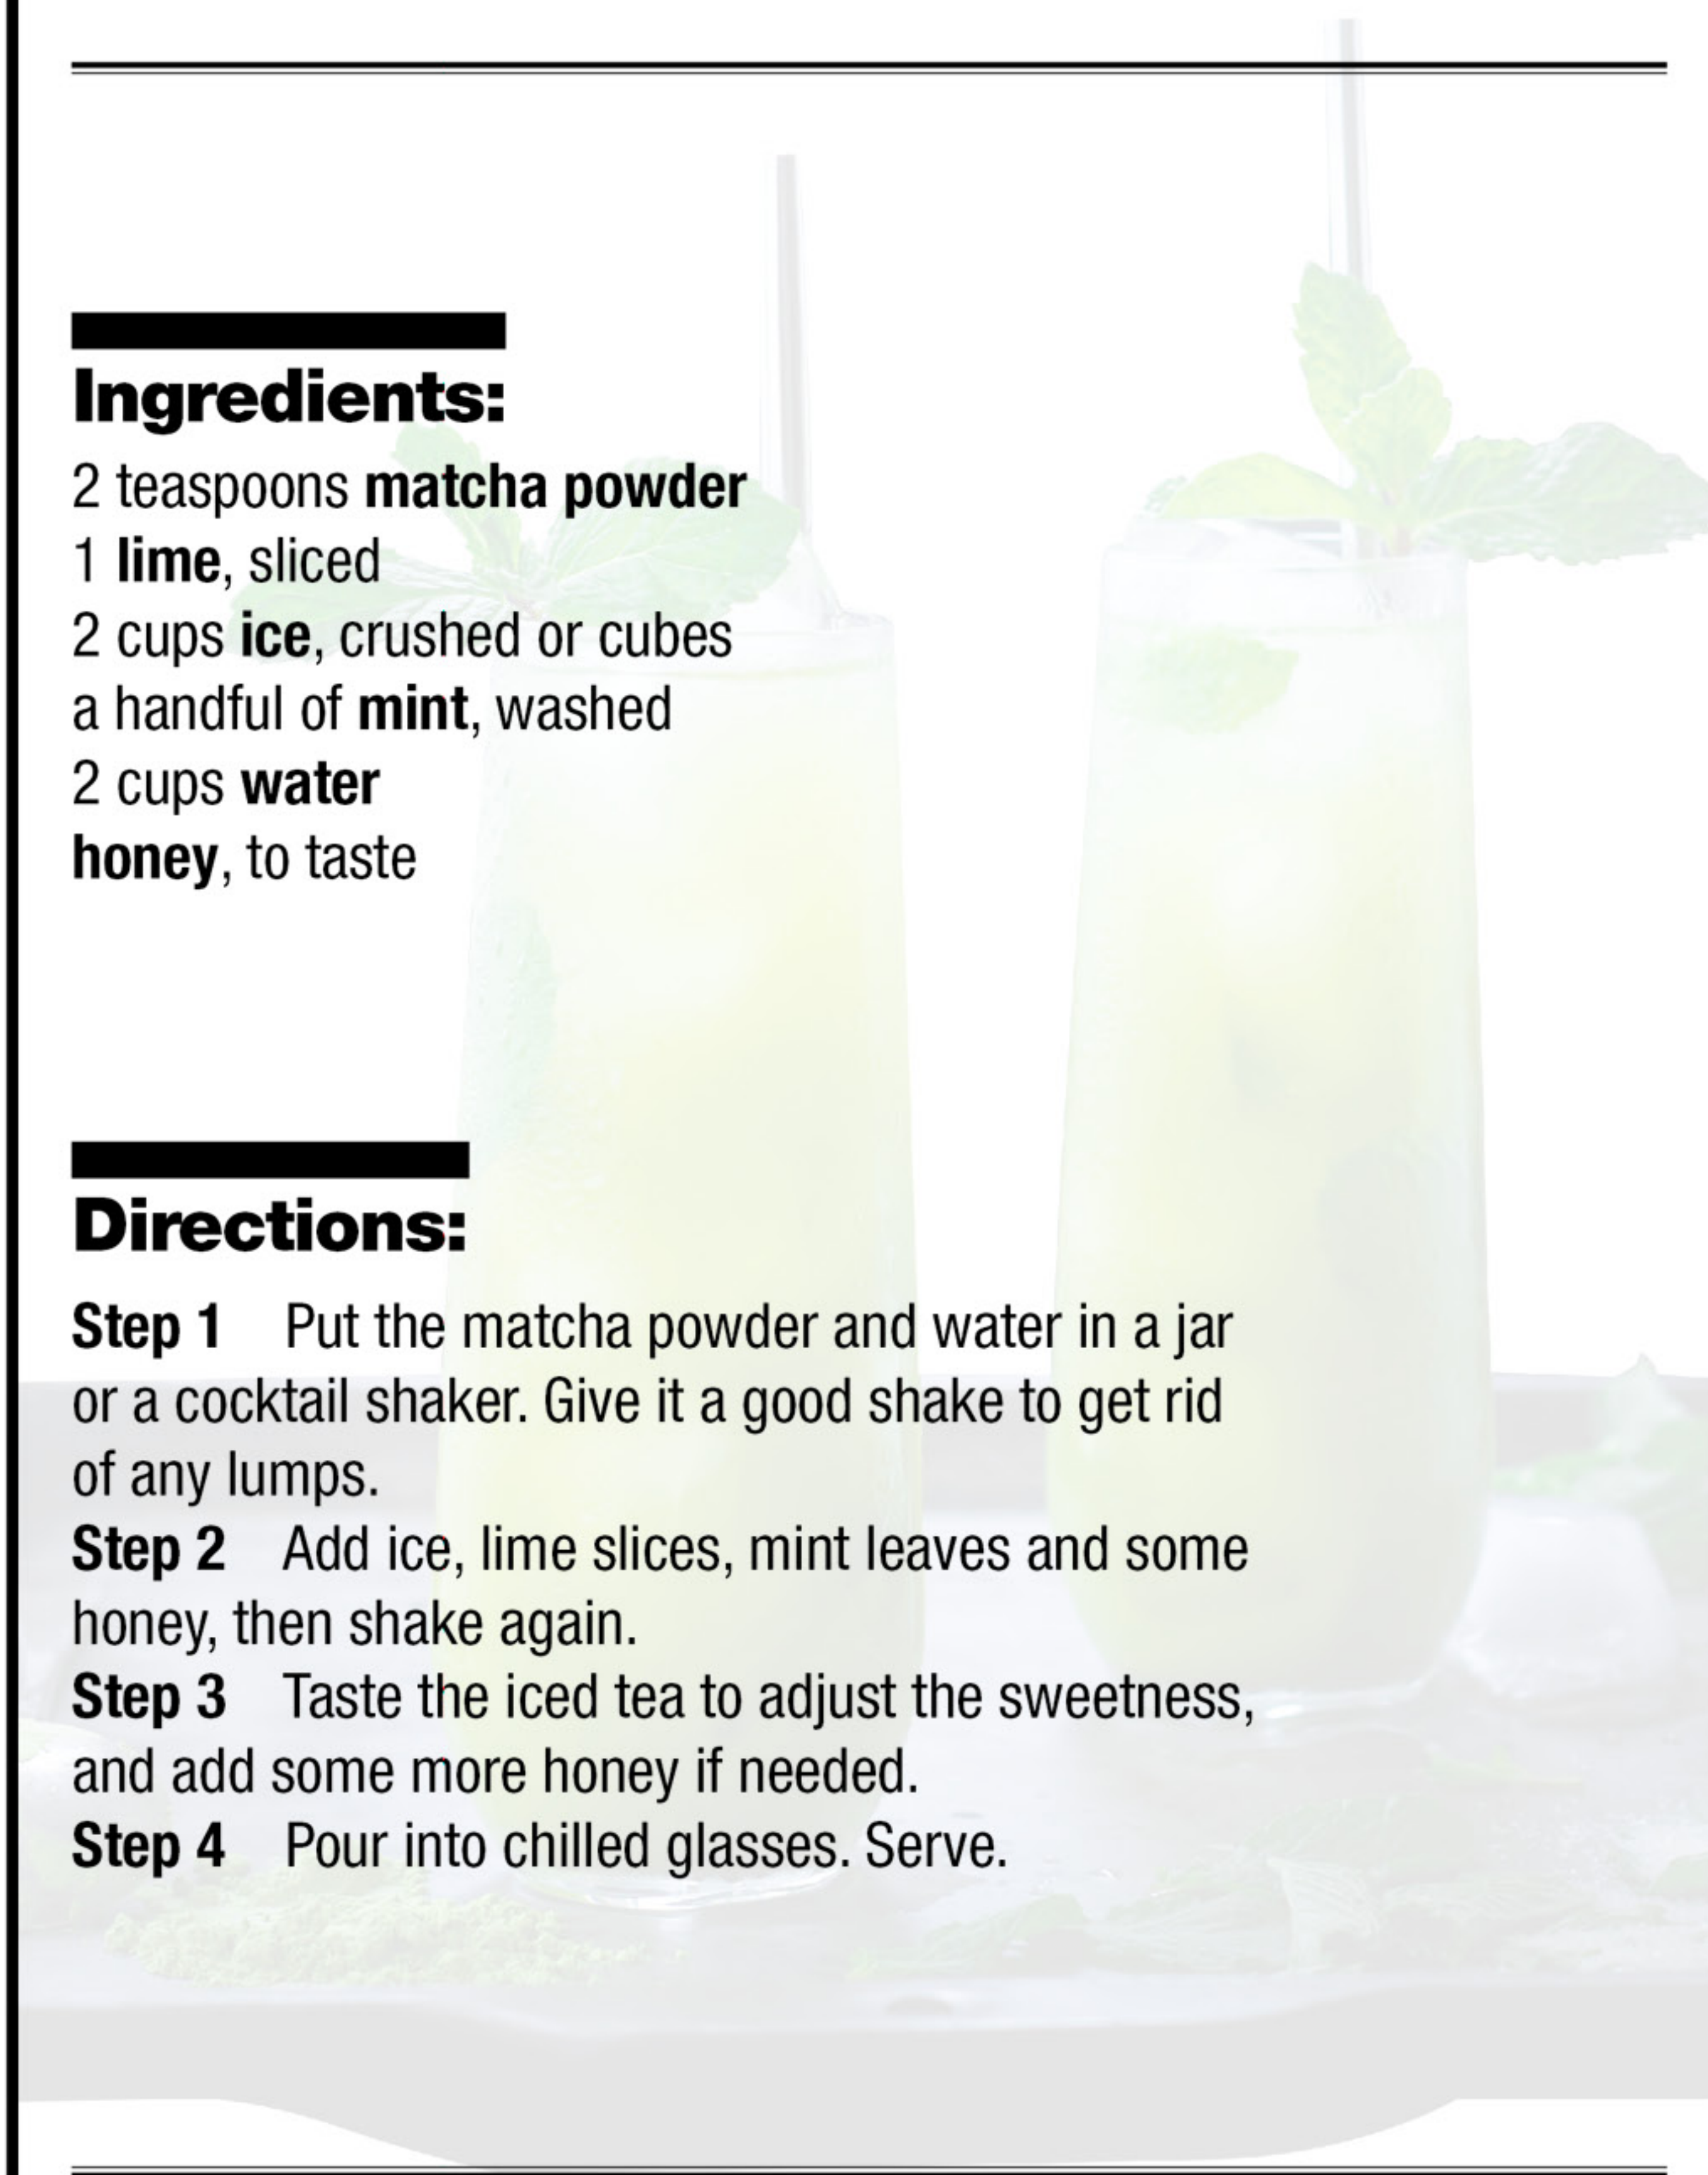 Ingredients:
2 teaspoons matcha powder
1 lime, sliced
2 cups ice, crushed or cubes
a handful of mint, washed
2 cups water
honey, to taste
Directions:
Step 1 Put the matcha powder and water in a jar
or a cocktail shaker. Give it a good shake to get rid
of any lumps.
Step 2 Add ice, lime slices, mint leaves and some
honey, then shake again.
Step 3 Taste the iced tea to adjust the sweetness,
and add some more honey if needed.
Step 4 Pour into chilled glasses. Serve.